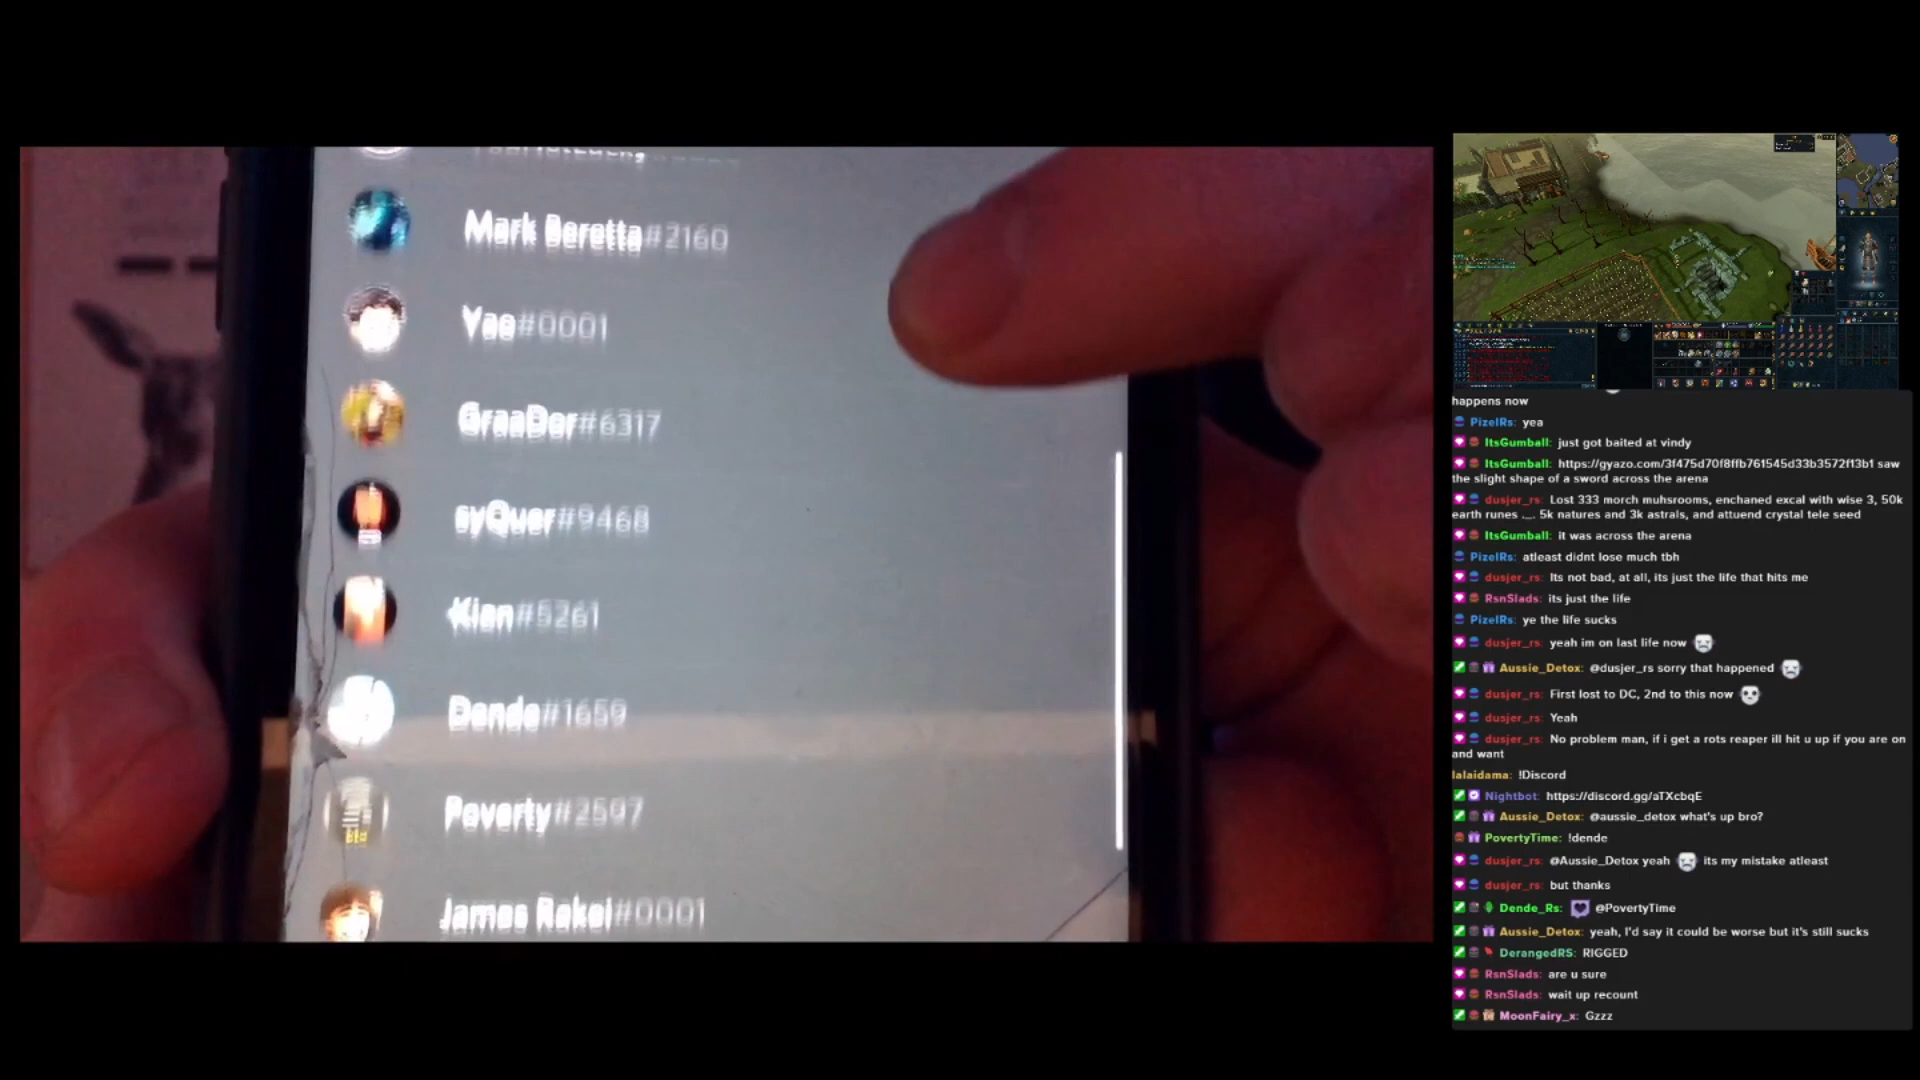 Mark Beretta#2160
Yae#0001
GraaDor#6317
syQuer#9468
Kian#5261
Dende#1659
Poverty#2597
James Rakei#0001
happens now
PizelRs: yea
ItsGumball: just got baited at vindy
ItsGumball: https://gyazo.com/3f475d70f8ffb761545d33b3572f13b1 saw
the slight shape of a sword across the arena
dusjer_rs: Lost 333 morch muhsrooms, enchaned excal with wise 3, 50k
earth runes ._. 5k natures and 3k astrals, and attuend crystal tele seed
ItsGumball: it was across the arena
PizelRs: atleast didnt lose much tbh
dusjer_rs: Its not bad, at all, its just the life that hits me
RsnSlads: its just the life
PizelRs: ye the life sucks
dusjer_rs: yeah im on last life now
Aussie_Detox: @dusjer_rs sorry that happened
dusjer_rs: First lost to DC, 2nd to this now
dusjer_rs: Yeah
dusjer_rs: No problem man, if i get a rots reaper ill hit u up if you are on
and want
lalaidama: !Discord
Nightbot: https://discord.gg/aTXcbqE
Aussie_Detox: @aussie_detox what's up bro?
PovertyTime: !dende
dusjer_rs: @Aussie_Detox yeah its my mistake atleast
dusjer_rs: but thanks
Dende_Rs: @PovertyTime
Aussie_Detox: yeah, I'd say it could be worse but it's still sucks
DerangedRS: RIGGED
RsnSlads: are u sure
RsnSlads: wait up recount
MoonFairy_x: Gzzz